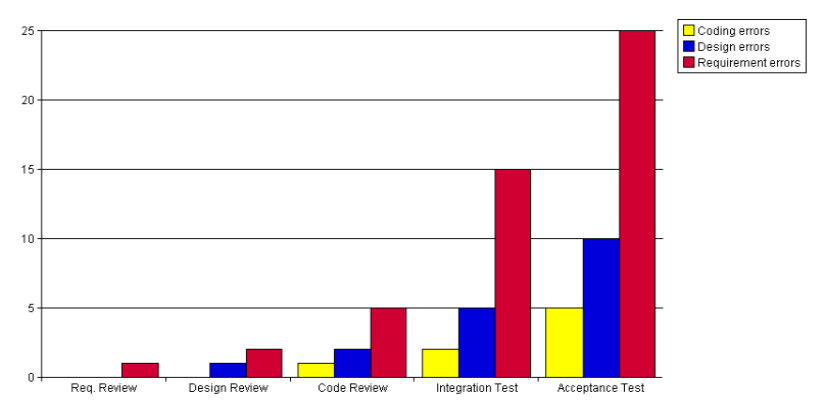 25
20
15
10
5
0
Req. Review
Design Review
Code Review
Integration Test
Acceptance Test
Coding errors
Design errors
Requirement errors